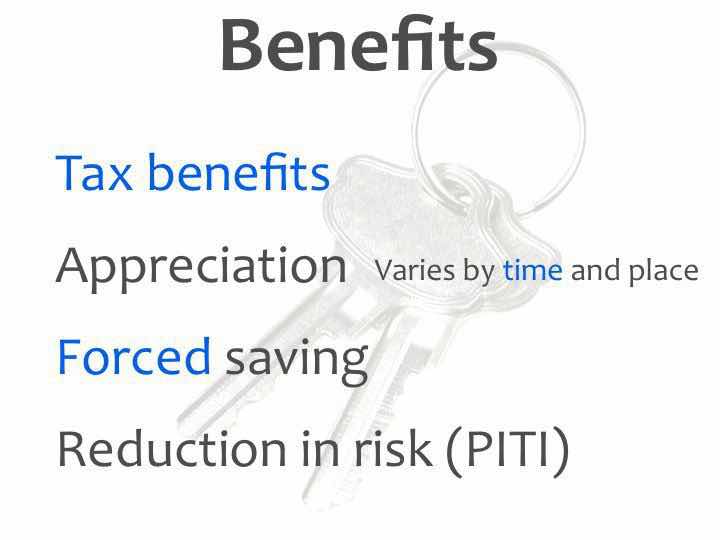 Benefits
Tax benefits
Appreciation Varies by time and place
Forced saving
Reduction in risk (PITI)